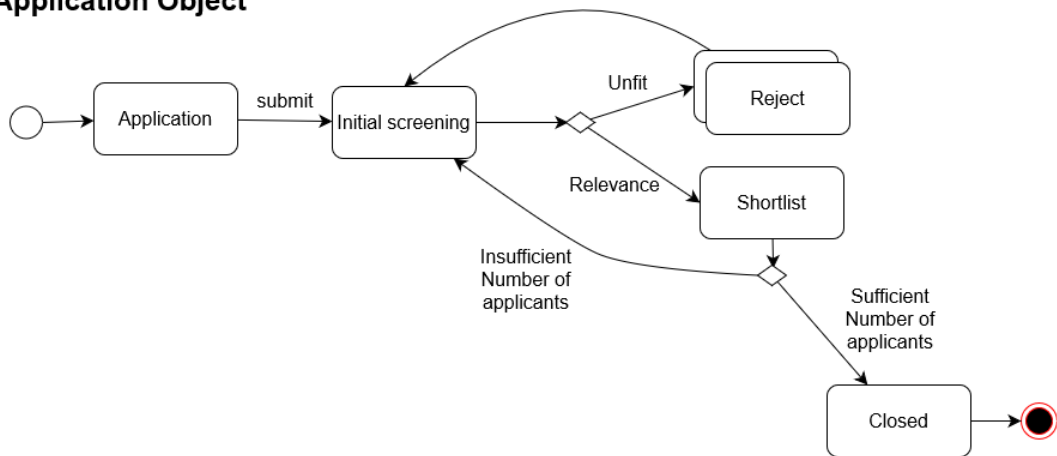 Application Object
submit
Application
Initial screening
Unfit
Reject
Relevance
Shortlist
Insufficient
Number of
applicants
Sufficient
Number of
applicants
Closed